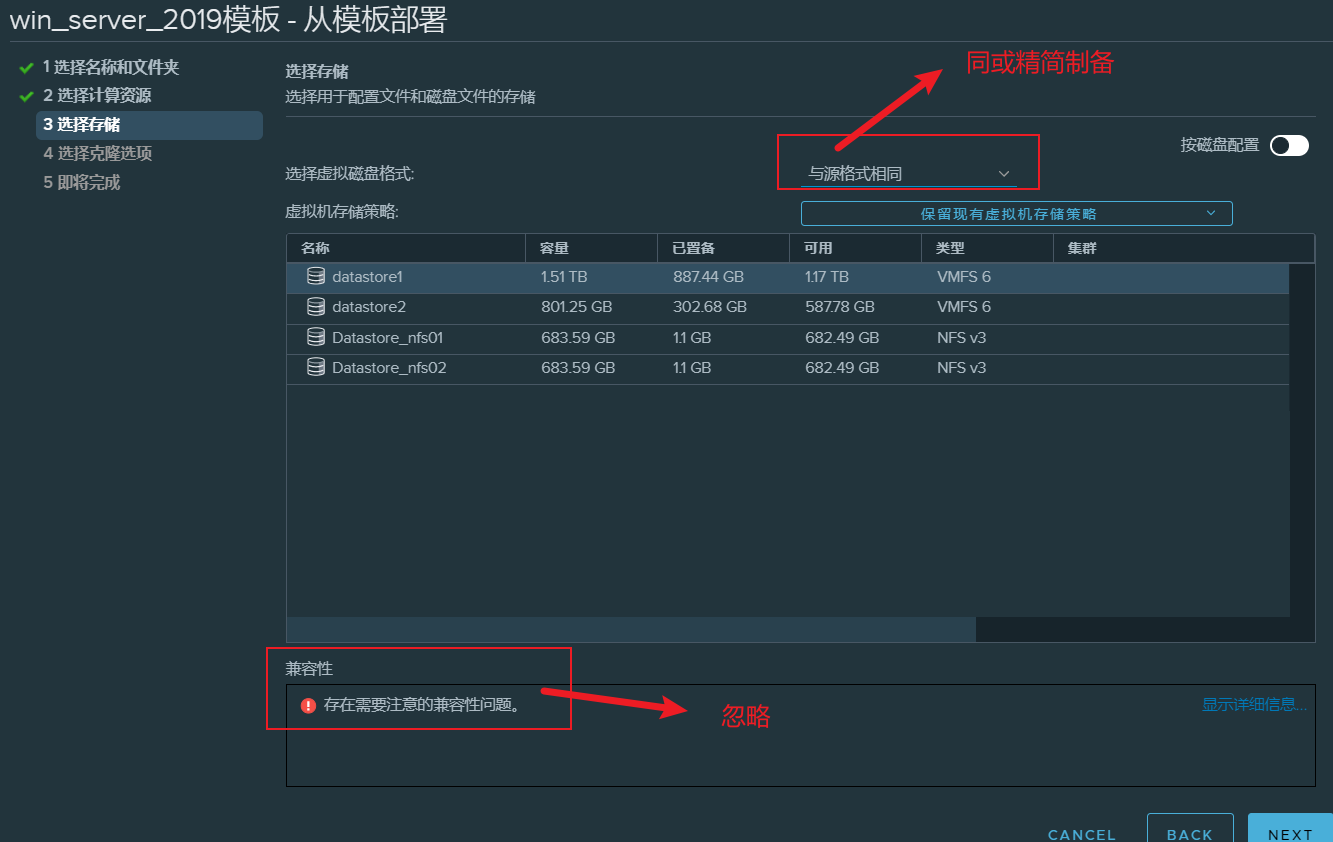 win_server_2019模板 - 从模板部署
1 选择名称和文件夹
2 选择计算资源
3 选择存储
4 选择克隆选项
5 即将完成
选择存储
选择用于配置文件和磁盘文件的存储
同或精简制备
按磁盘配置
选择虚拟磁盘格式:
与源格式相同
虚拟机存储策略:
保留现有虚拟机存储策略
名称 容量 已置备 可用 类型 集群
datastore1 1.51 TB 887.44 GB 1.17 TB VMFS 6
datastore2 801.25 GB 302.68 GB 587.78 GB VMFS 6
Datastore_nfs01 683.59 GB 1.1 GB 682.49 GB NFS v3
Datastore_nfs02 683.59 GB 1.1 GB 682.49 GB NFS v3
兼容性
存在需要注意的兼容性问题。
显示详细信息...
忽略
CANCEL BACK NEXT